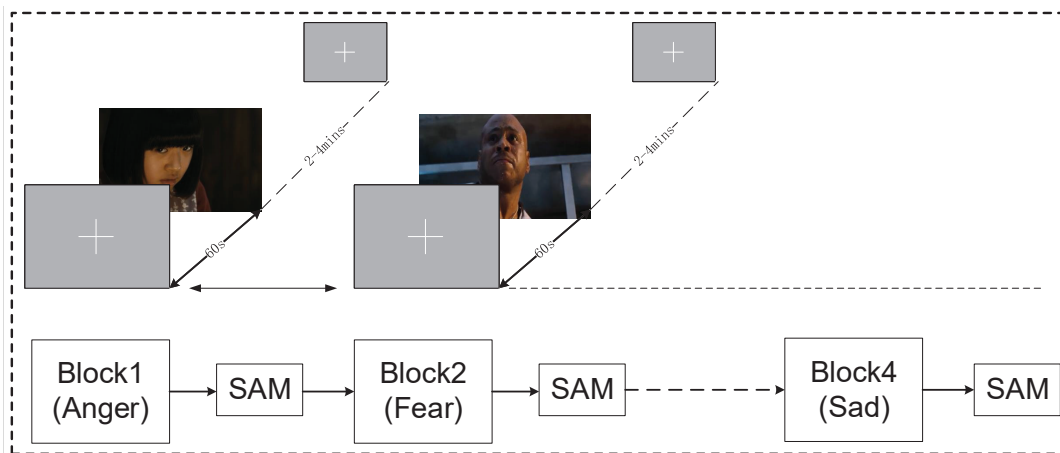 2-4mins
2-4mins
60s
60s
Block1
(Anger)
SAM
Block2
(Fear)
SAM
Block4
(Sad)
SAM